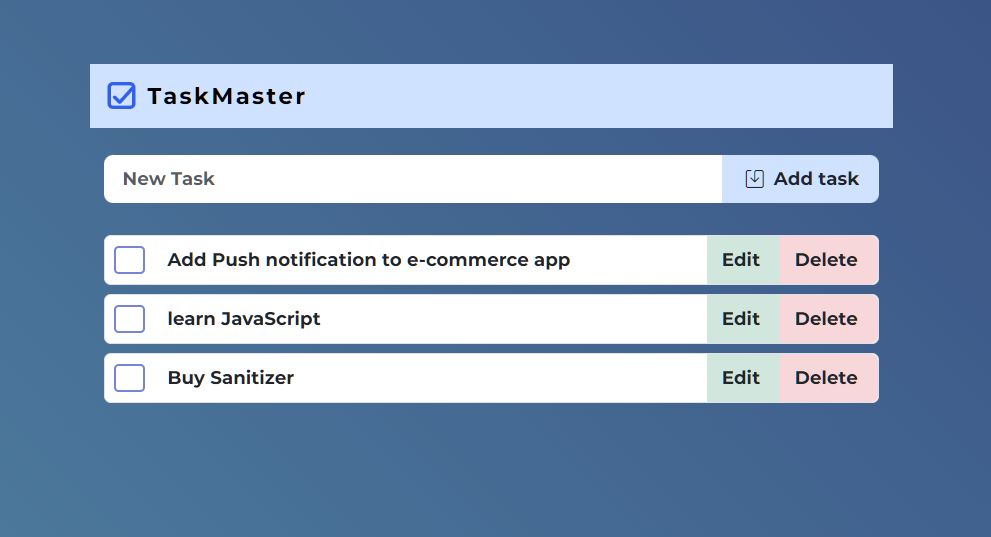 TaskMaster
New Task Add task
Add Push notification to e-commerce app Edit Delete
learn JavaScript Edit Delete
Buy Sanitizer Edit Delete